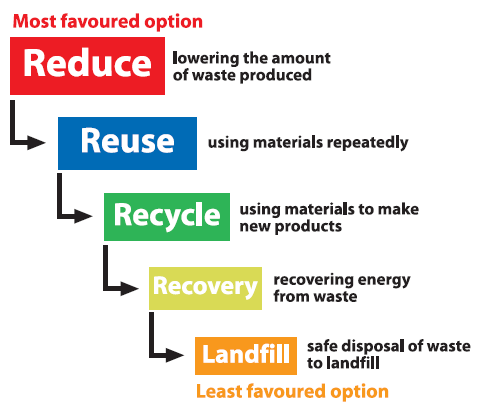 Most favoured option
Reduce
lowering the amount
of waste produced
Reuse
using materials repeatedly
Recycle
using materials to make
new products
Recovery
recovering energy
from waste
Landfill
safe disposal of waste
to landfill
Least favoured option